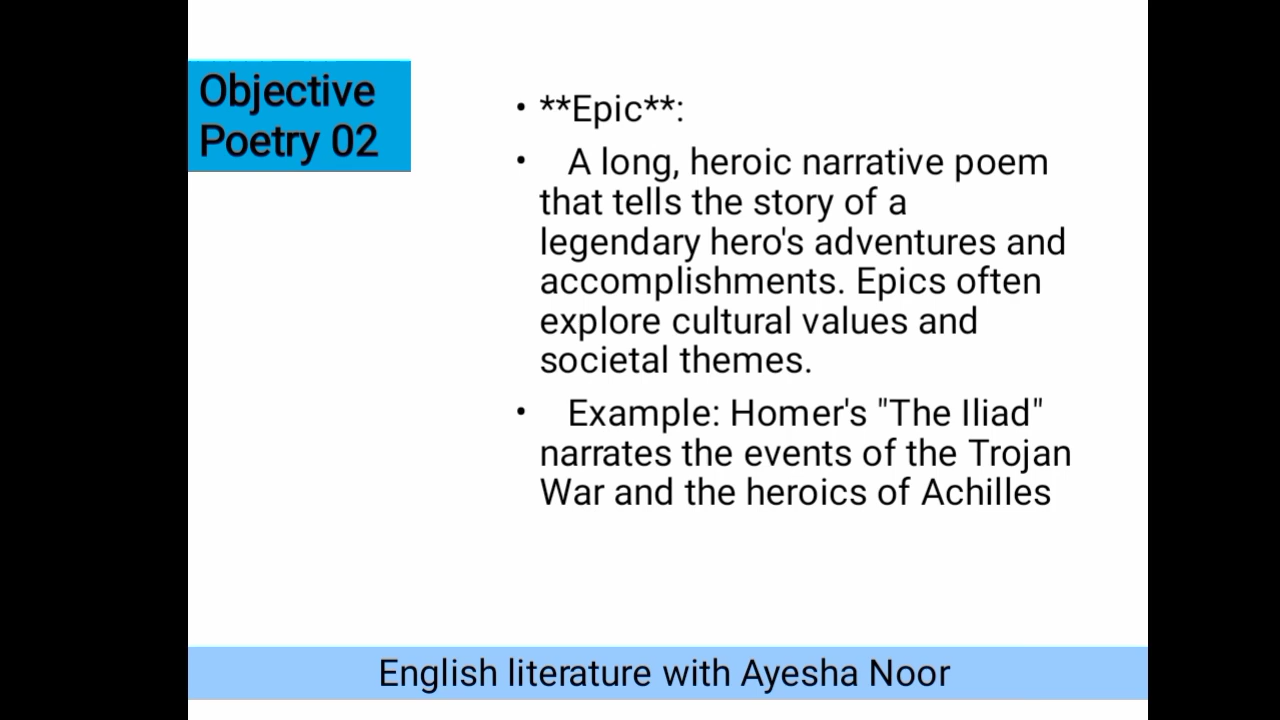 Objective
Poetry 02
• **Epic**:
• A long, heroic narrative poem
that tells the story of a
legendary hero's adventures and
accomplishments. Epics often
explore cultural values and
societal themes.
• Example: Homer's "The Iliad"
narrates the events of the Trojan
War and the heroics of Achilles
English literature with Ayesha Noor